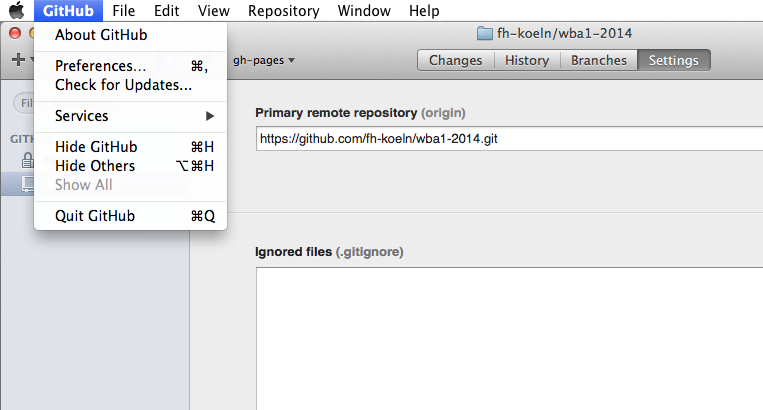 GitHub File Edit View Repository Window Help
fh-koeln/wba1-2014
About GitHub
gh-pages ▾ Changes History Branches Settings
Preferences... ⌘,
Check for Updates...
Services ▶
Hide GitHub ⌘H
Hide Others ⌥⌘H
Show All
Quit GitHub ⌘Q
Primary remote repository (origin)
https://github.com/fh-koeln/wba1-2014.git
Ignored files (.gitignore)